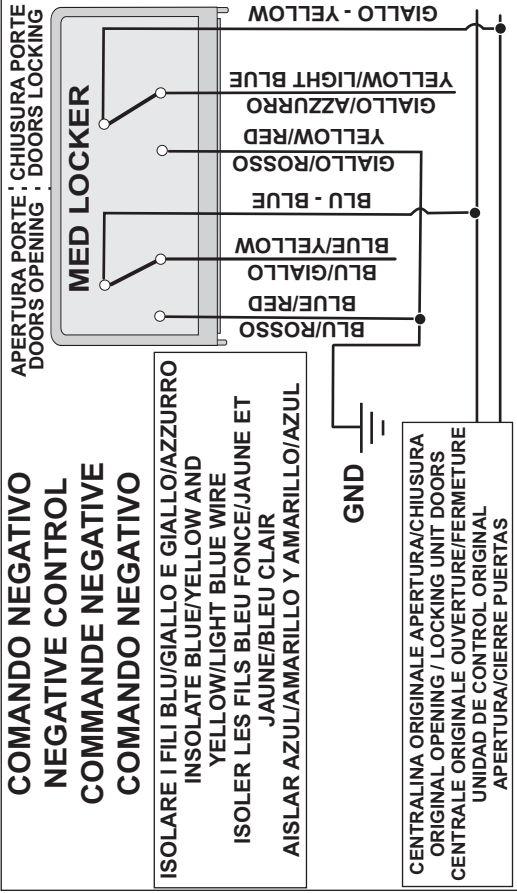 COMANDO NEGATIVO
NEGATIVE CONTROL
COMMANDE NEGATIVE
COMANDO NEGATIVO
ISOLARE I FILI BLU/GIALLO E GIALLO/AZZURRO
INSOLATE BLUE/YELLOW AND
YELLOW/LIGHT BLUE WIRE
ISOLER LES FILS BLEU FONCE/JAUNE ET
JAUNE/BLEU CLAIR
AISLAR AZUL/AMARILLO Y AMARILLO/AZUL
GND
CENTRALINA ORIGINALE APERTURA/CHIUSURA
ORIGINAL OPENING / LOCKING UNIT DOORS
CENTRALE ORIGINALE OUVERTURE/FERMETURE
UNIDAD DE CONTROL ORIGINAL
APERTURA/CIERRE PUERTAS
APERTURA PORTE
DOORS OPENING
CHIUSURA PORTE
DOORS LOCKING
MED LOCKER
BLU/ROSSO
BLUE/RED
BLU/GIALLO
BLUE/YELLOW
BLU - BLUE
GIALLO/ROSSO
YELLOW/RED
GIALLO/AZZURRO
YELLOW/LIGHT BLUE
GIALLO - YELLOW